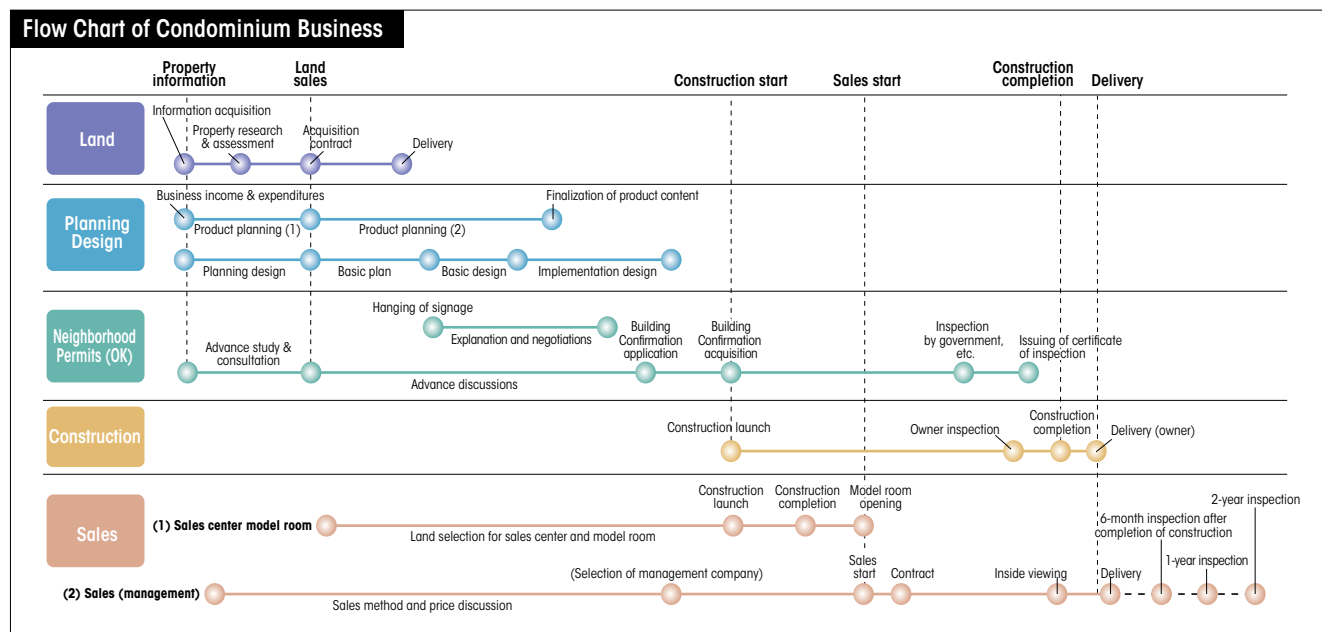 Flow Chart of Condominium Business
Property
information
Land
sales
Construction start
Sales start
Construction
completion
Delivery
Land
Information acquisition
Property research
& assessment
Acquisition
contract
Delivery
Planning
Design
Business income & expenditures
Finalization of product content
Product planning (1)
Product planning (2)
Planning design
Basic plan
Basic design
Implementation design
Neighborhood
Permits (OK)
Hanging of signage
Explanation and negotiations
Advance study &
consultation
Advance discussions
Building
Confirmation
application
Building
Confirmation
acquisition
Inspection
by government,
etc.
Issuing of certificate
of inspection
Construction
Construction launch
Owner inspection
Construction
completion
Delivery (owner)
Sales
(1) Sales center model room
Land selection for sales center and model room
Construction
launch
Construction
completion
Model room
opening
(2) Sales (management)
Sales method and price discussion
(Selection of management company)
Sales
start
Contract
Inside viewing
Delivery
6-month inspection after
completion of construction
1-year inspection
2-year inspection